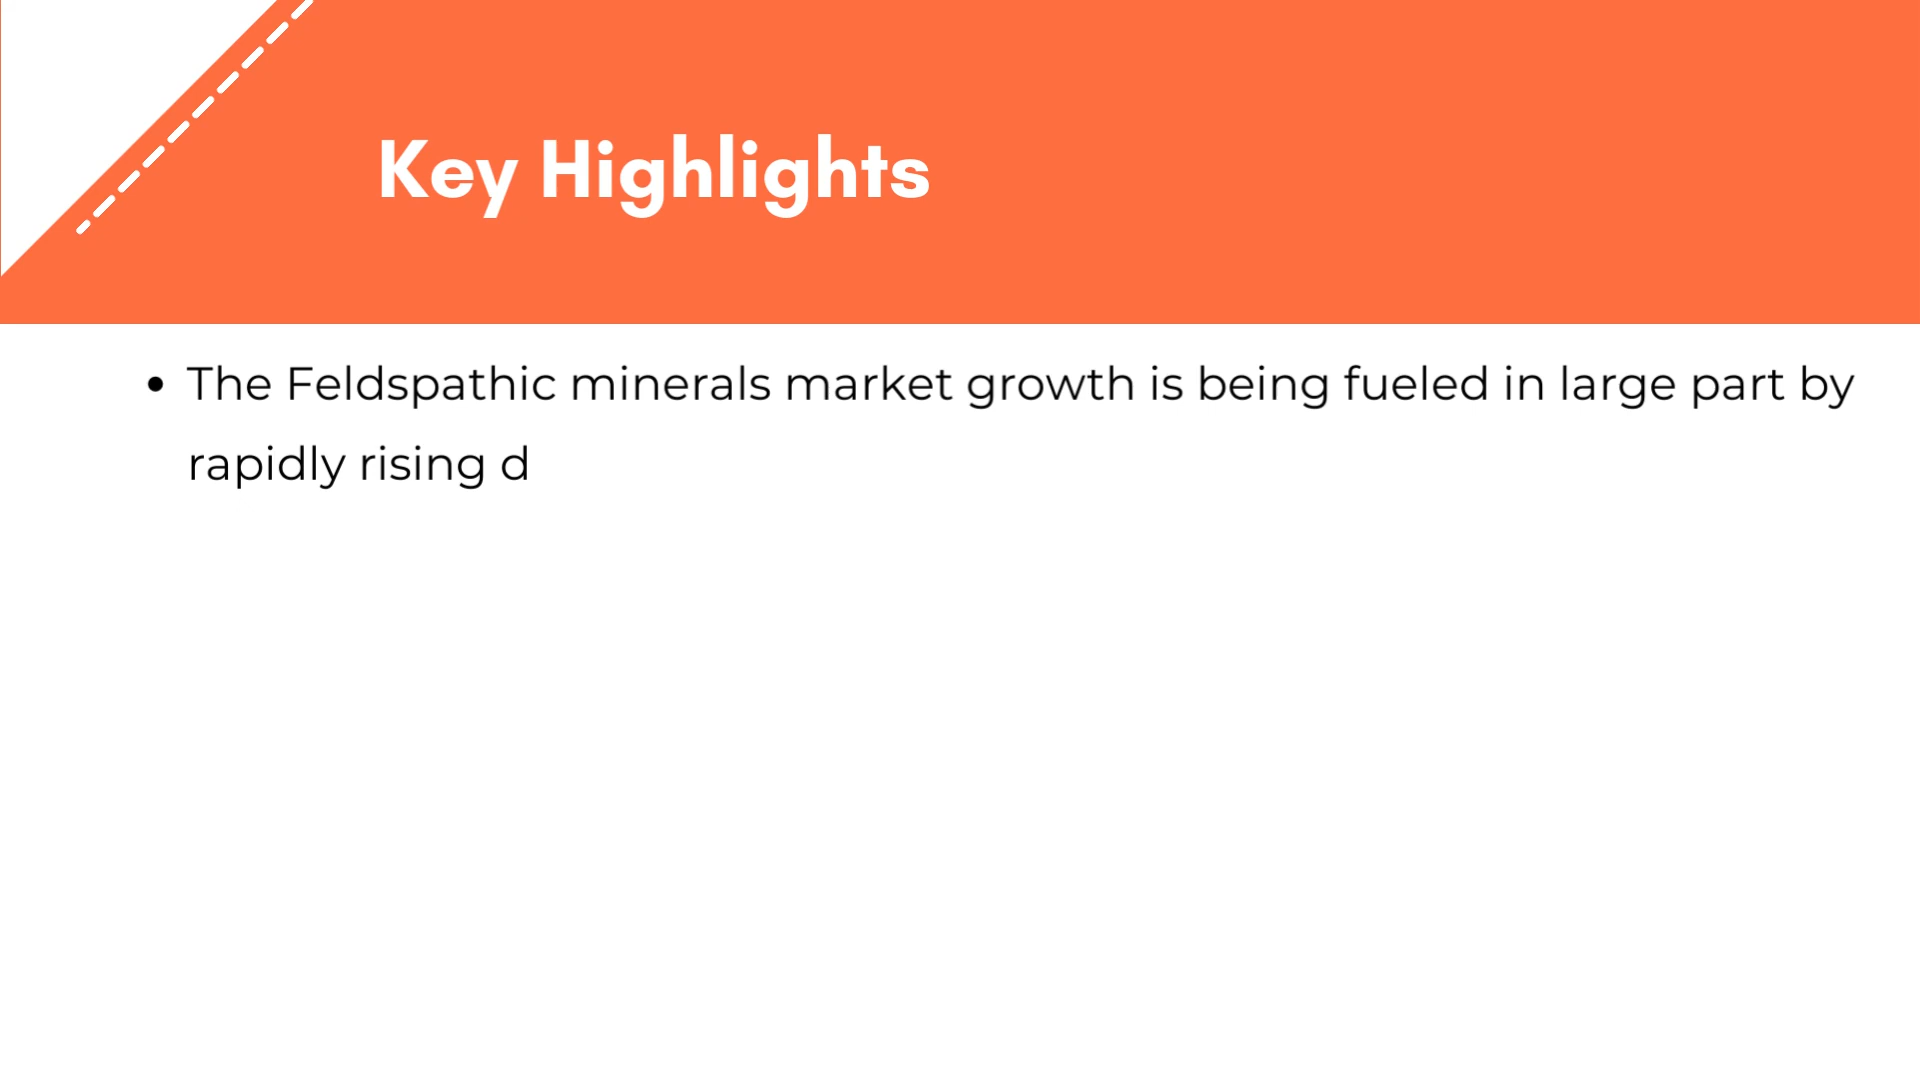 Key Highlights
• The Feldspathic minerals market growth is being fueled in large part by
rapidly rising d